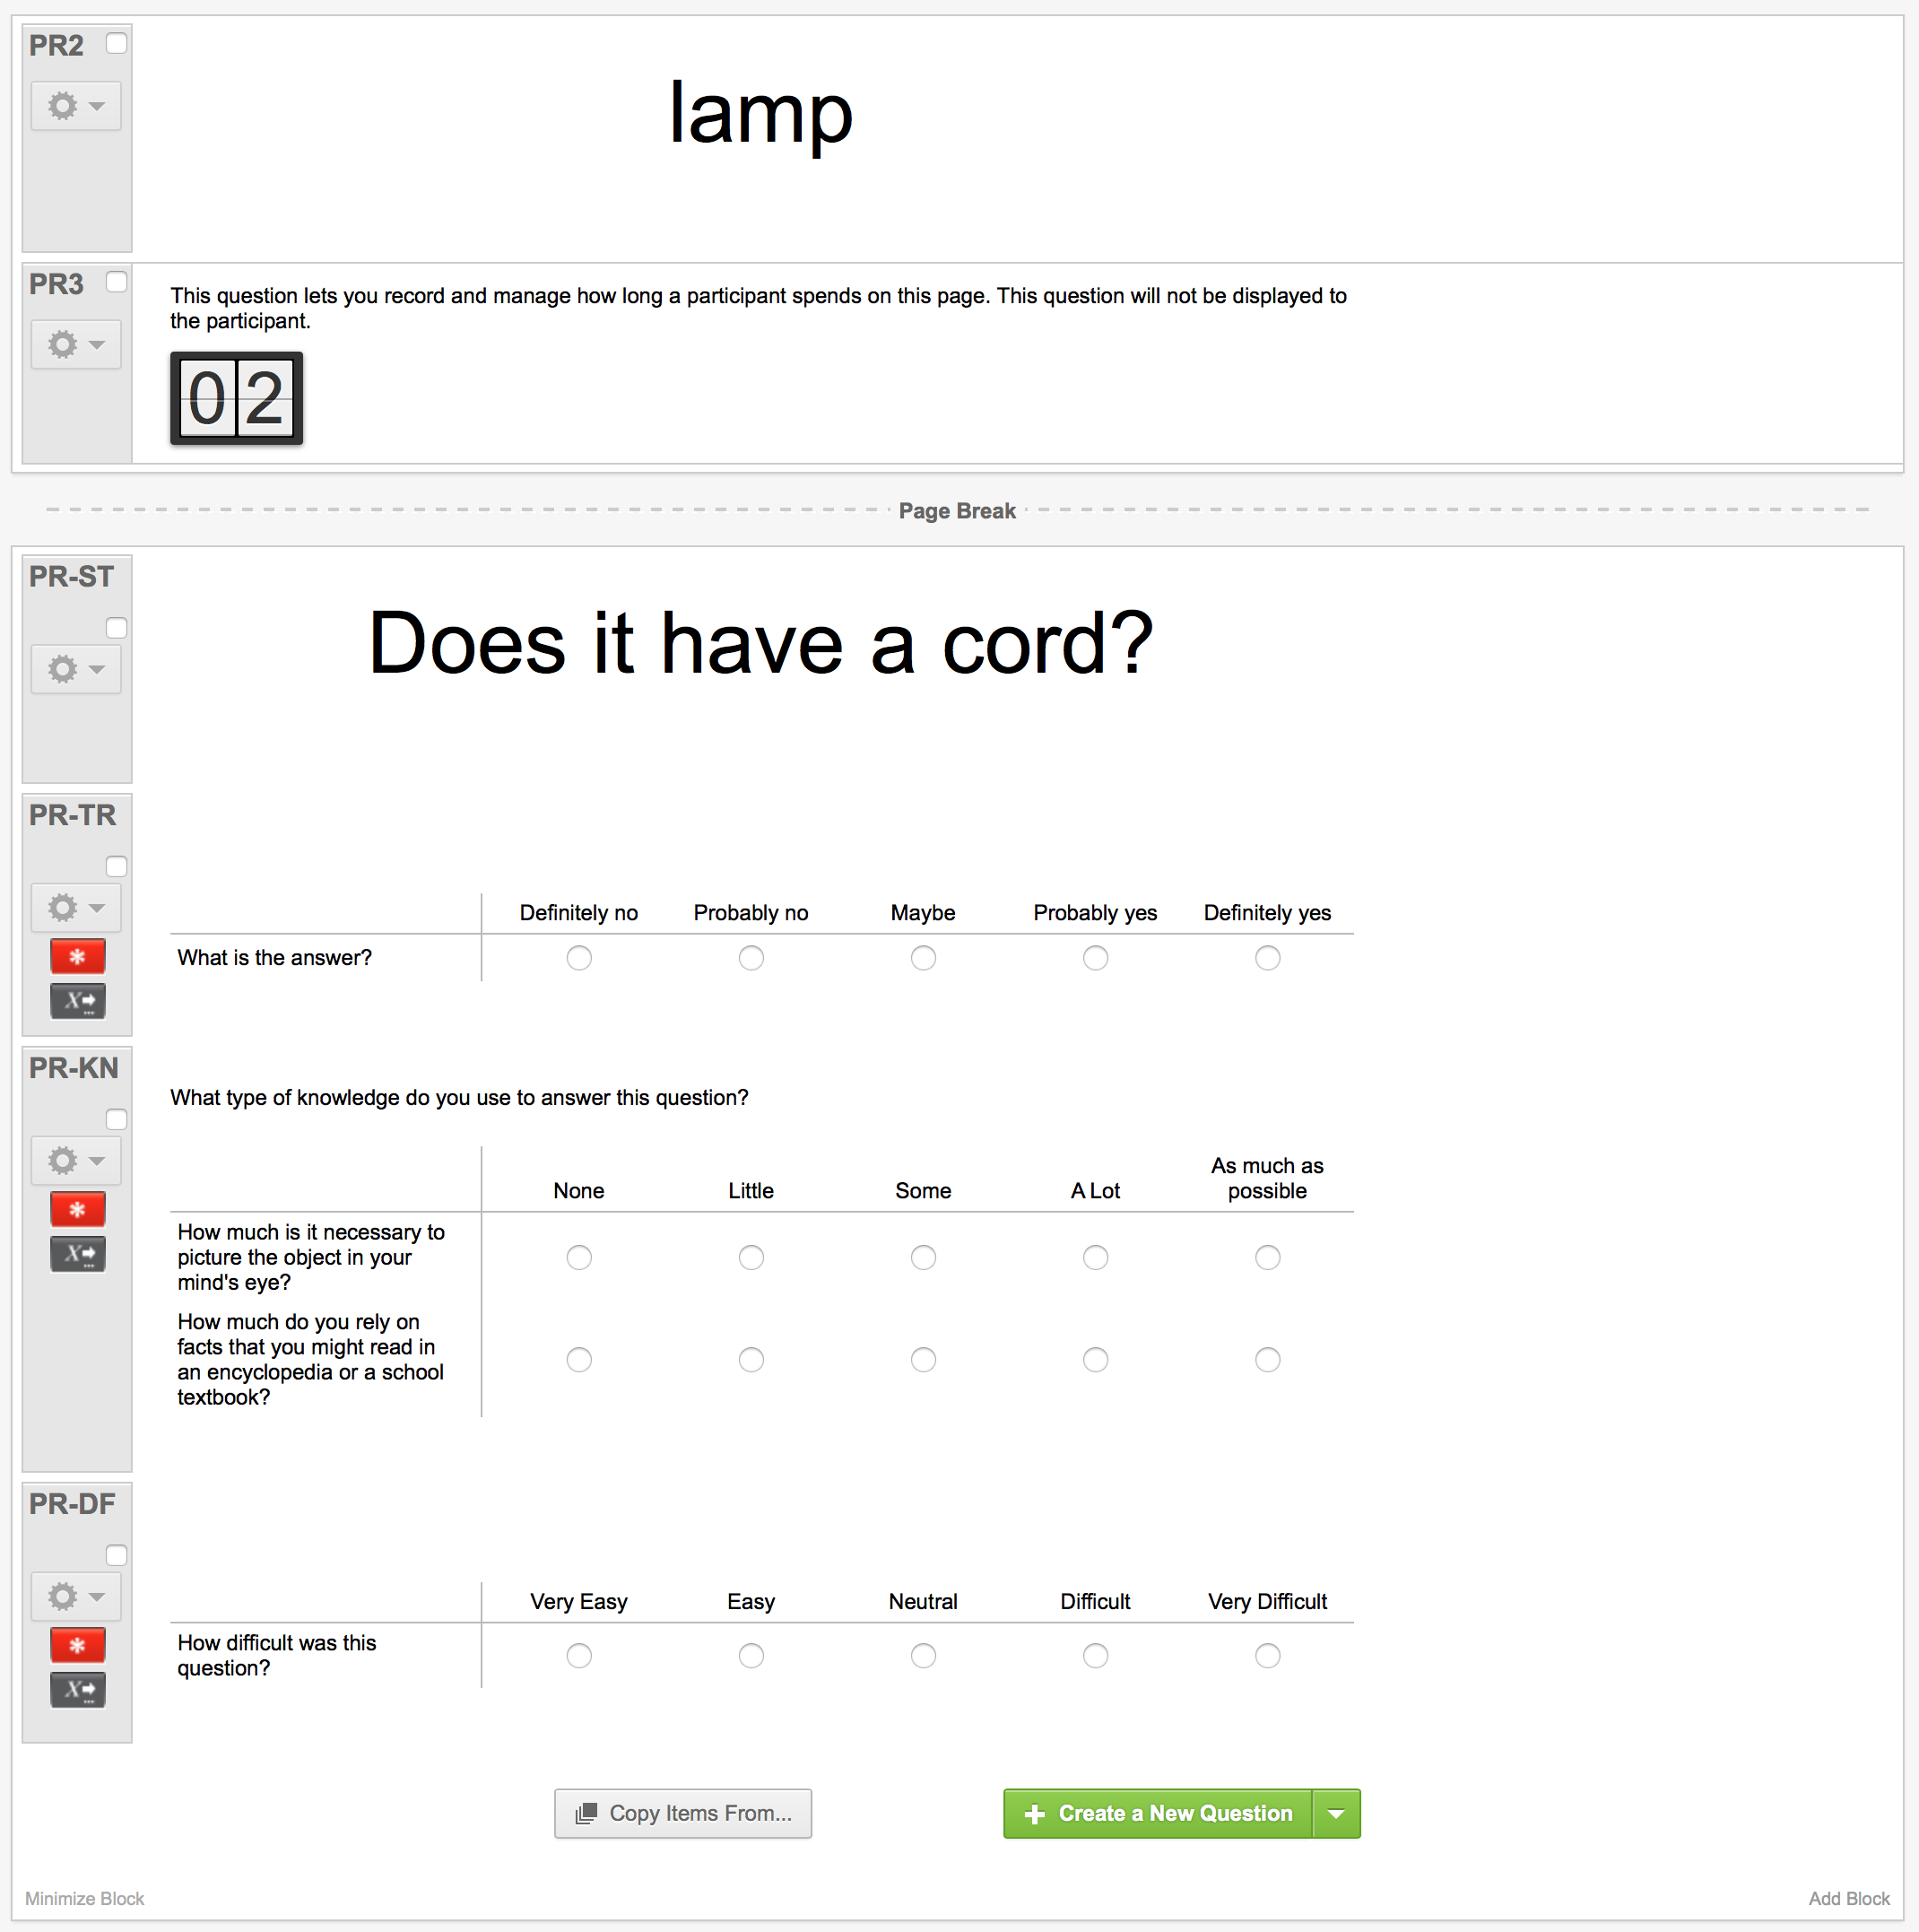 PR2
lamp
PR3
This question lets you record and manage how long a participant spends on this page. This question will not be displayed to
the participant.
02
Page Break
PR-ST
Does it have a cord?
PR-TR
Definitely no Probably no Maybe Probably yes Definitely yes
What is the answer?
*
X
PR-KN
What type of knowledge do you use to answer this question?
As much as
None Little Some A Lot possible
How much is it necessary to
picture the object in your
mind's eye?
How much do you rely on
facts that you might read in
an encyclopedia or a school
textbook?
*
X
PR-DF
Very Easy Easy Neutral Difficult Very Difficult
How difficult was this
question?
*
X
Copy Items From... Create a New Question
Minimize Block Add Block